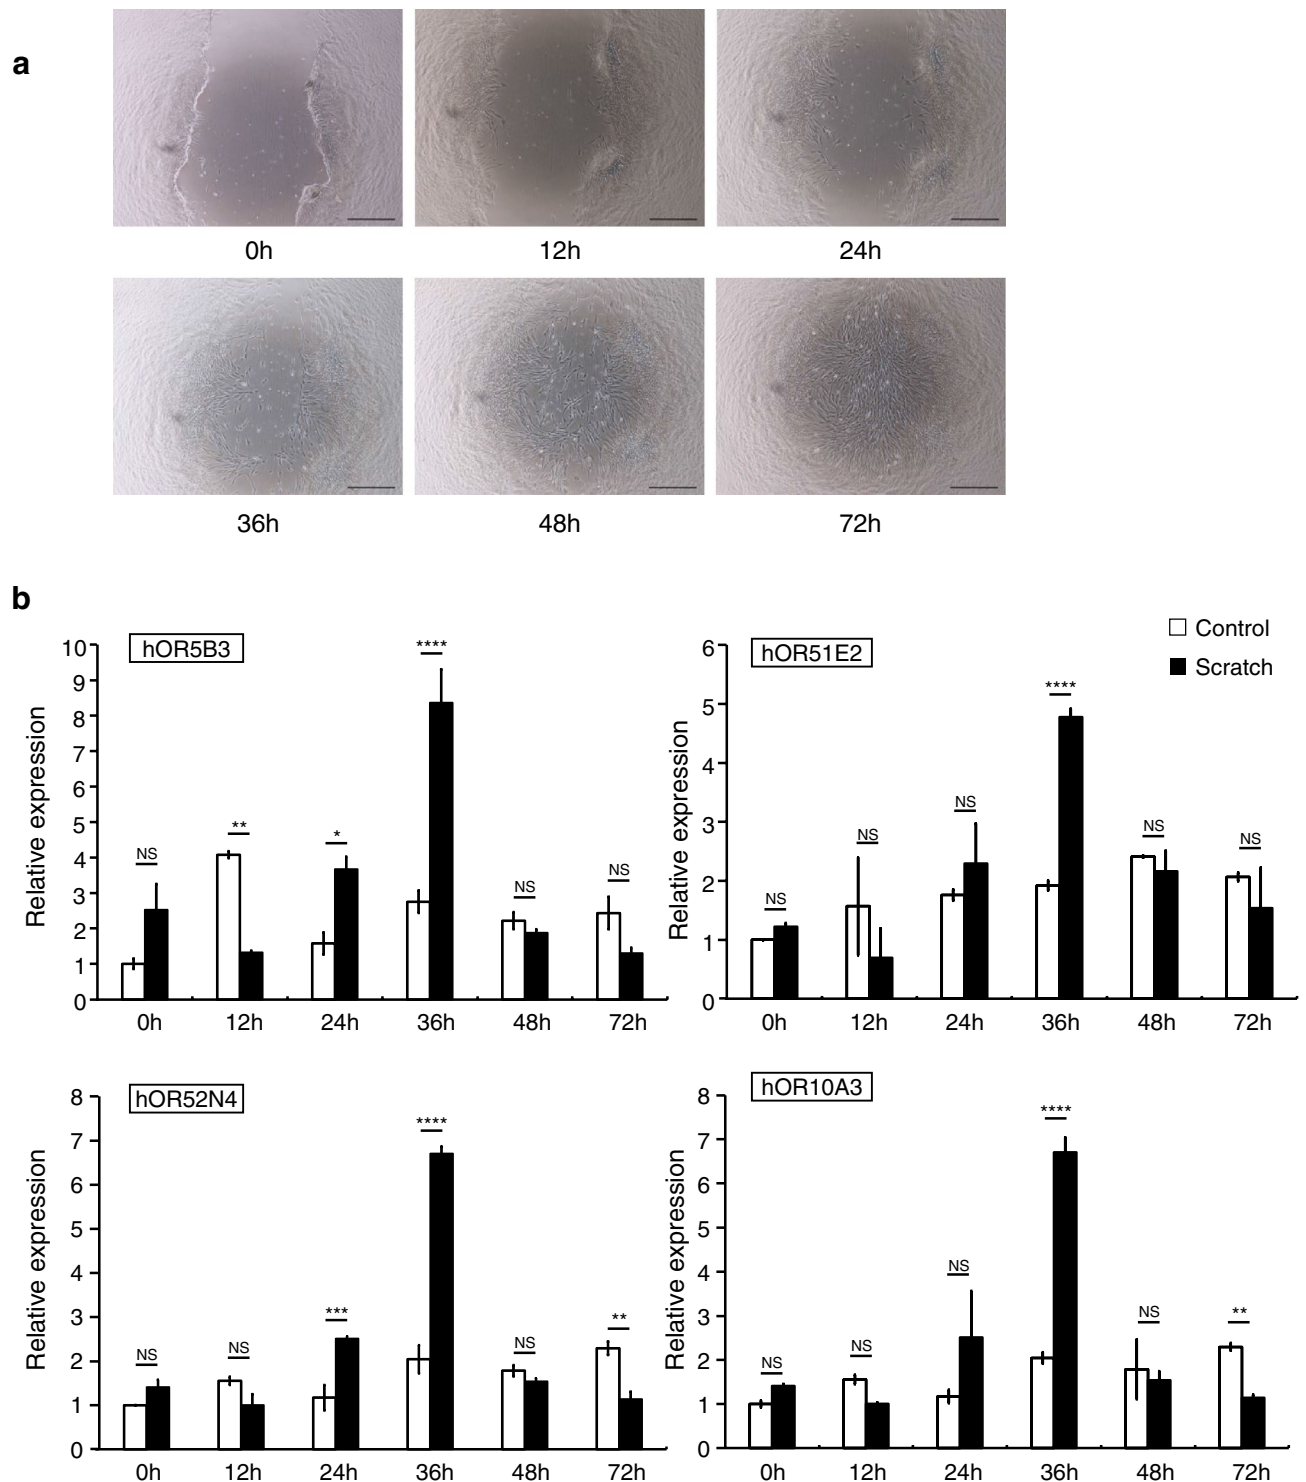 a
0h 12h 24h
36h 48h 72h
b
Control
Scratch
hOR5B3
Relative expression
10
9
8
7
6
5
4
3
2
1
0
NS ** * **** NS NS
0h 12h 24h 36h 48h 72h
hOR51E2
Relative expression
6
5
4
3
2
1
0
NS NS NS **** NS NS
0h 12h 24h 36h 48h 72h
hOR52N4
Relative expression
8
7
6
5
4
3
2
1
0
NS NS *** **** NS **
0h 12h 24h 36h 48h 72h
hOR10A3
Relative expression
8
7
6
5
4
3
2
1
0
NS NS NS **** NS **
0h 12h 24h 36h 48h 72h